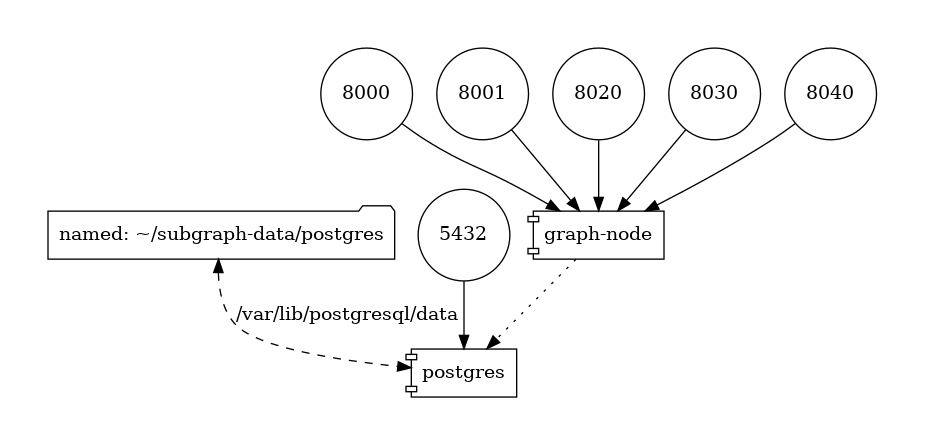 8000
8001
8020
8030
8040
named: ~/subgraph-data/postgres
5432
graph-node
/var/lib/postgresql/data
postgres